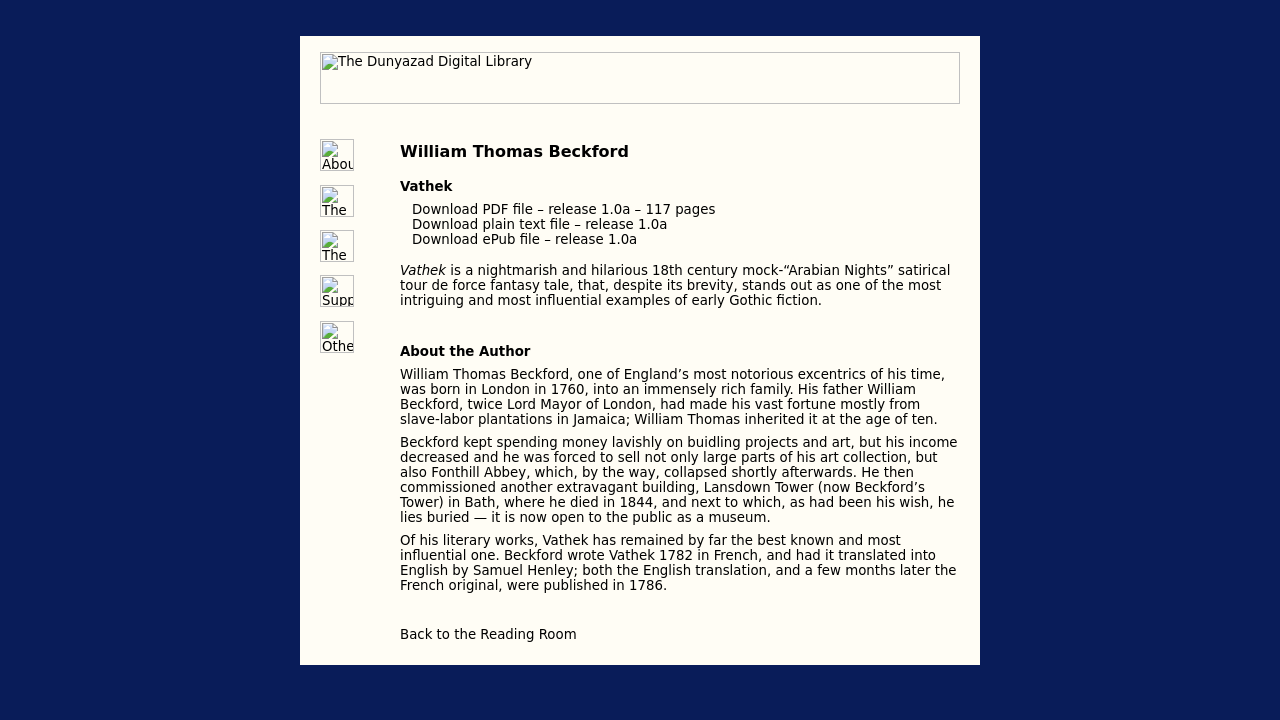 The Dunyazad Digital Library
Abou
The
The
Supp
Othe
William Thomas Beckford
Vathek
Download PDF file – release 1.0a – 117 pages
Download plain text file – release 1.0a
Download ePub file – release 1.0a
Vathek is a nightmarish and hilarious 18th century mock-“Arabian Nights” satirical
tour de force fantasy tale, that, despite its brevity, stands out as one of the most
intriguing and most influential examples of early Gothic fiction.
About the Author
William Thomas Beckford, one of England’s most notorious excentrics of his time,
was born in London in 1760, into an immensely rich family. His father William
Beckford, twice Lord Mayor of London, had made his vast fortune mostly from
slave-labor plantations in Jamaica; William Thomas inherited it at the age of ten.
Beckford kept spending money lavishly on buidling projects and art, but his income
decreased and he was forced to sell not only large parts of his art collection, but
also Fonthill Abbey, which, by the way, collapsed shortly afterwards. He then
commissioned another extravagant building, Lansdown Tower (now Beckford’s
Tower) in Bath, where he died in 1844, and next to which, as had been his wish, he
lies buried — it is now open to the public as a museum.
Of his literary works, Vathek has remained by far the best known and most
influential one. Beckford wrote Vathek 1782 in French, and had it translated into
English by Samuel Henley; both the English translation, and a few months later the
French original, were published in 1786.
Back to the Reading Room